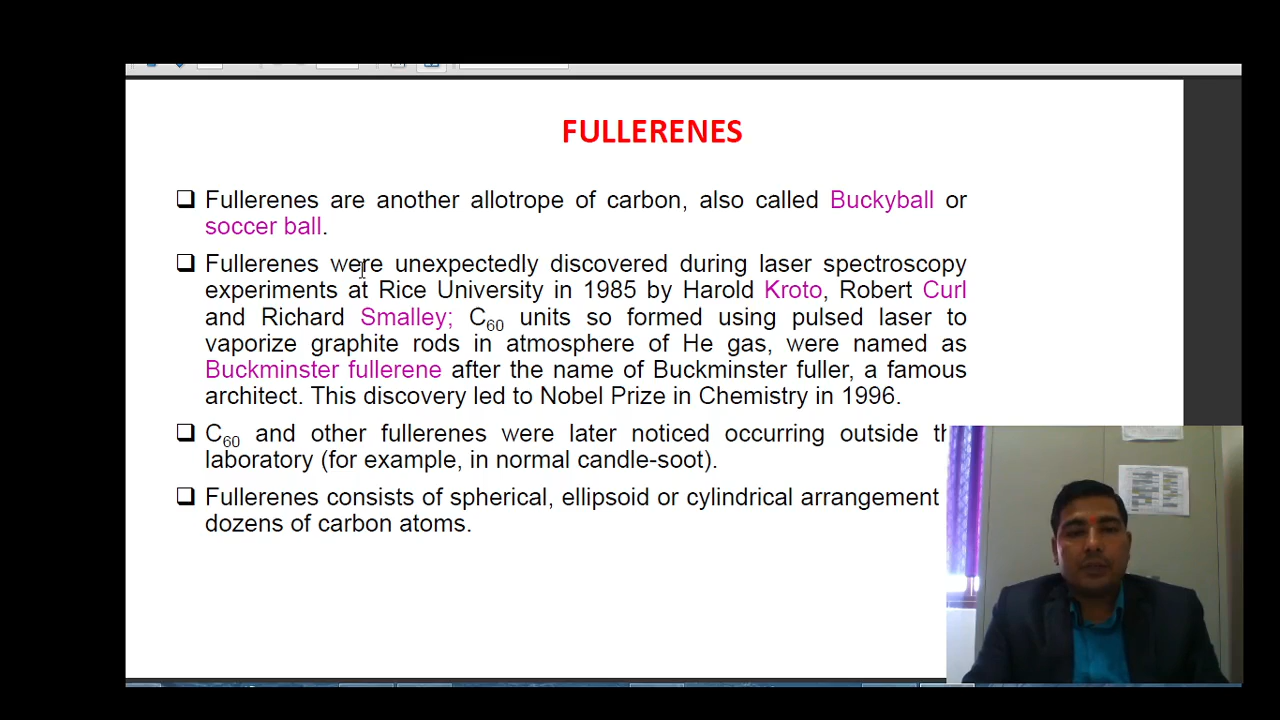 FULLERENES
❑ Fullerenes are another allotrope of carbon, also called Buckyball or
soccer ball.
❑ Fullerenes were unexpectedly discovered during laser spectroscopy
experiments at Rice University in 1985 by Harold Kroto, Robert Curl
and Richard Smalley; C60 units so formed using pulsed laser to
vaporize graphite rods in atmosphere of He gas, were named as
Buckminster fullerene after the name of Buckminster fuller, a famous
architect. This discovery led to Nobel Prize in Chemistry in 1996.
❑ C60 and other fullerenes were later noticed occurring outside
laboratory (for example, in normal candle-soot).
❑ Fullerenes consists of spherical, ellipsoid or cylindrical arrangement
dozens of carbon atoms.